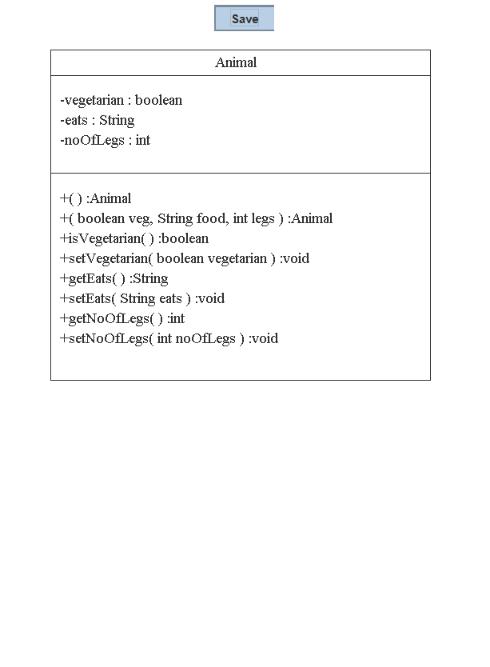 Save
Animal
-vegetarian : boolean
-eats : String
-noOfLegs : int
+( ) :Animal
+( boolean veg, String food, int legs ) :Animal
+isVegetarian( ) :boolean
+setVegetarian( boolean vegetarian ) :void
+getEats( ) :String
+setEats( String eats ) :void
+getNoOfLegs( ) :int
+setNoOfLegs( int noOfLegs ) :void